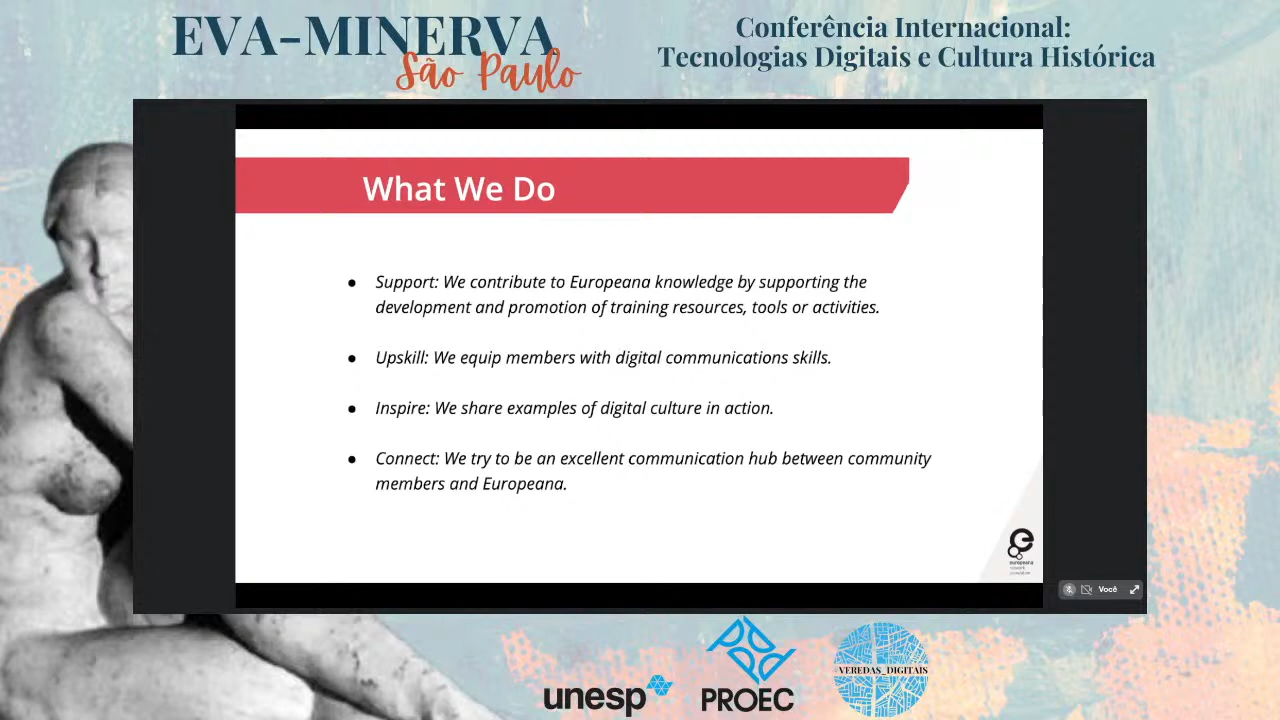 EVA-MINERVA
São Paulo
Conferência Internacional:
Tecnologias Digitais e Cultura Histórica
What We Do
● Support: We contribute to Europeana knowledge by supporting the
development and promotion of training resources, tools or activities.
● Upskill: We equip members with digital communications skills.
● Inspire: We share examples of digital culture in action.
● Connect: We try to be an excellent communication hub between community
members and Europeana.
europeana
Você
unesp
PROEC
VEREDAS_DIGITAIS